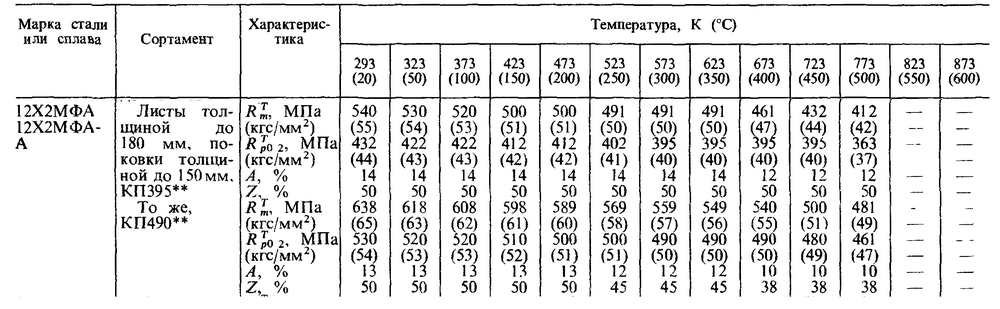 Марка стали или сплава | Сортамент | Характеристика | Температура, К (°С)
293 (20) | 323 (50) | 373 (100) | 423 (150) | 473 (200) | 523 (250) | 573 (300) | 623 (350) | 673 (400) | 723 (450) | 773 (500) | 823 (550) | 873 (600)
12Х2МФА | Листы тол- | R_m^T, МПа | 540 | 530 | 520 | 500 | 500 | 491 | 491 | 491 | 461 | 432 | 412 | — | —
12Х2МФА- | щиной до | (кгс/мм²) | (55) | (54) | (53) | (51) | (51) | (50) | (50) | (50) | (47) | (44) | (42) | — | —
А | 180 мм, по- | R_p0 2^T, МПа | 432 | 422 | 422 | 412 | 412 | 402 | 395 | 395 | 395 | 395 | 363 | — | —
ковки толщи- | (кгс/мм²) | (44) | (43) | (43) | (42) | (42) | (41) | (40) | (40) | (40) | (40) | (37) | — | —
ной до 150 мм, | A, % | 14 | 14 | 14 | 14 | 14 | 14 | 14 | 14 | 12 | 12 | 12 | — | —
КП395** | Z, % | 50 | 50 | 50 | 50 | 50 | 50 | 50 | 50 | 50 | 50 | 50 | — | —
То же, | R_m^T, МПа | 638 | 618 | 608 | 598 | 589 | 569 | 559 | 549 | 540 | 500 | 481 | - | —
КП490** | (кгс/мм²) | (65) | (63) | (62) | (61) | (60) | (58) | (57) | (56) | (55) | (51) | (49) | - | —
R_p0 2^T, МПа | 530 | 520 | 520 | 510 | 500 | 500 | 490 | 490 | 490 | 480 | 461 | — | —
(кгс/мм²) | (54) | (53) | (53) | (52) | (51) | (51) | (50) | (50) | (50) | (49) | (47) | — | —
A, % | 13 | 13 | 13 | 13 | 13 | 12 | 12 | 12 | 10 | 10 | 10 | — | —
Z, % | 50 | 50 | 50 | 50 | 50 | 45 | 45 | 45 | 38 | 38 | 38 | — | —